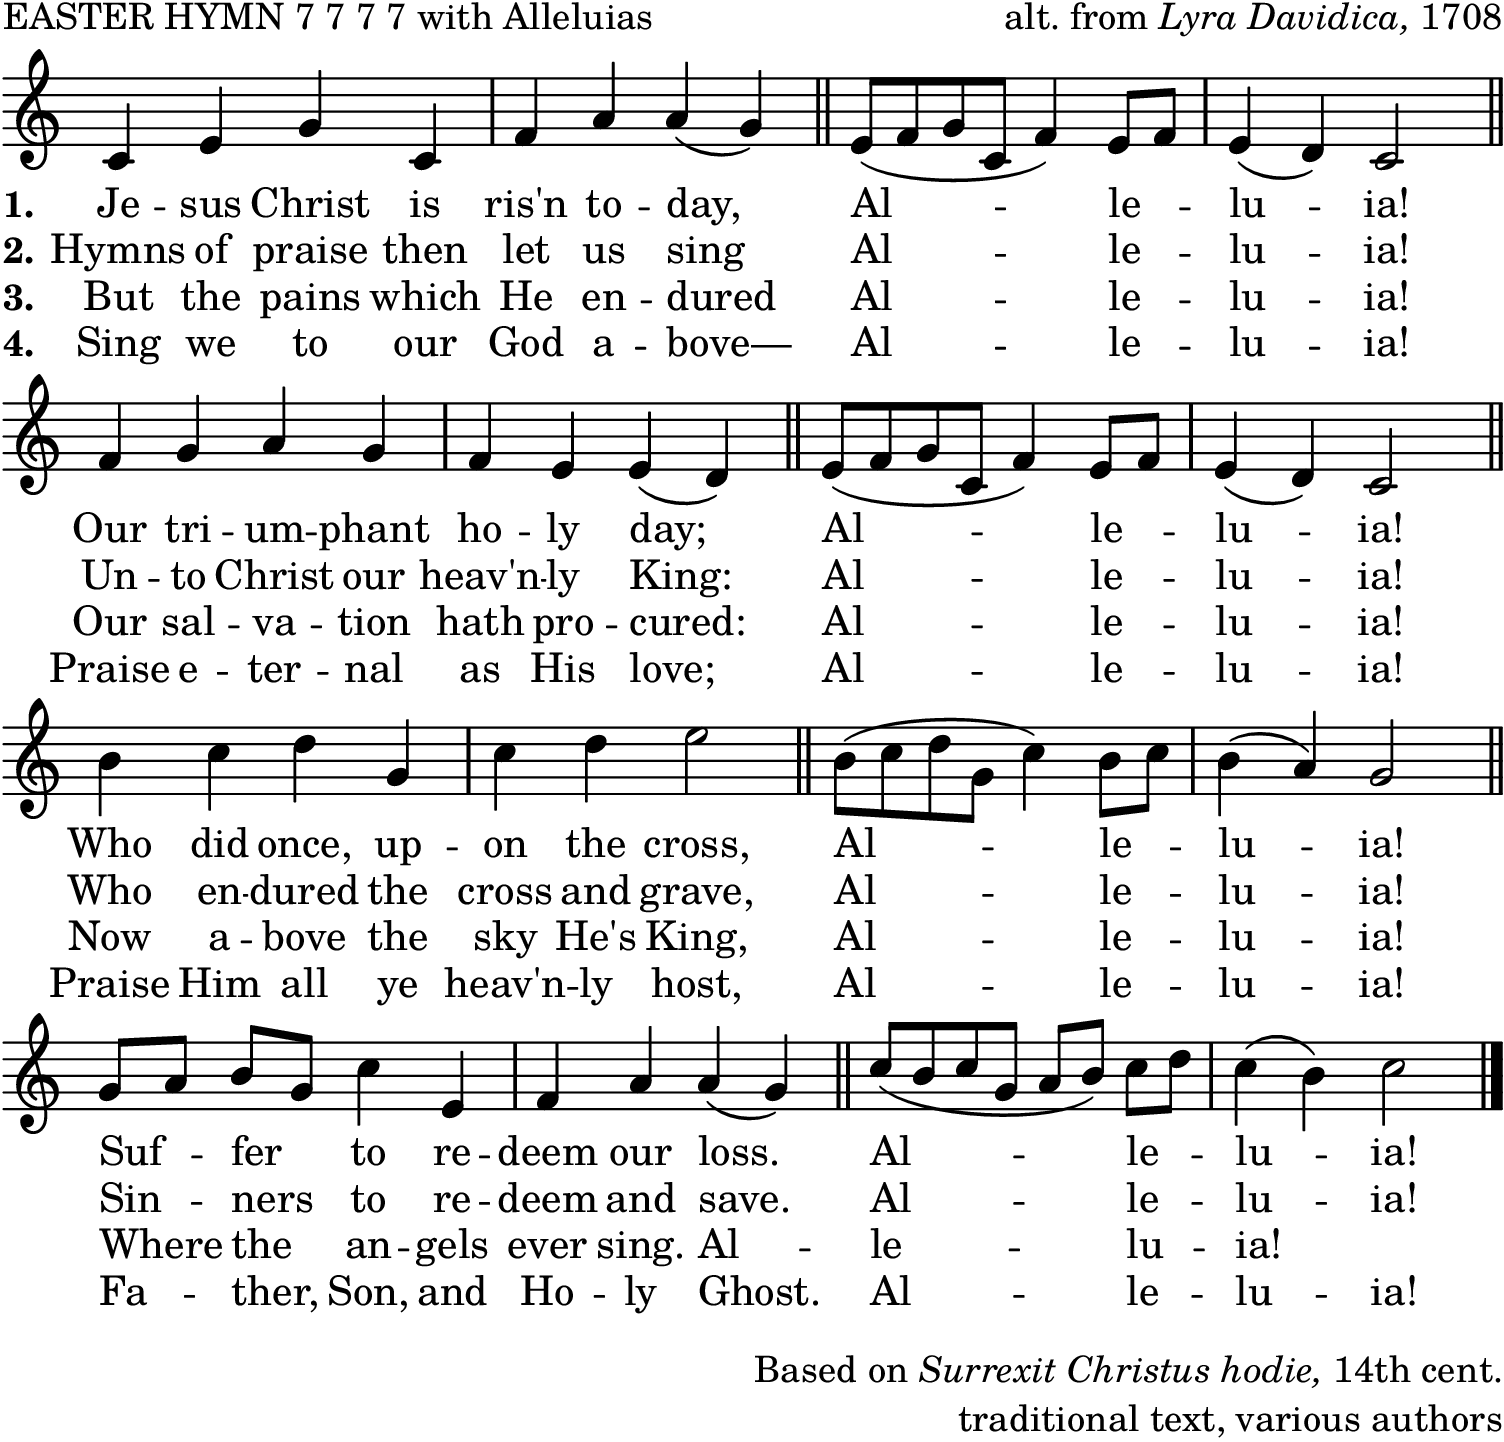 EASTER HYMN 7 7 7 7 with Alleluias alt. from Lyra Davidica, 1708
1. Je - sus Christ is ris'n to - day, Al - le - lu - ia!
2. Hymns of praise then let us sing Al - le - lu - ia!
3. But the pains which He en - dured Al - le - lu - ia!
4. Sing we to our God a - bove— Al - le - lu - ia!
Our tri - um - phant ho - ly day; Al - le - lu - ia!
Un - to Christ our heav'n - ly King: Al - le - lu - ia!
Our sal - va - tion hath pro - cured: Al - le - lu - ia!
Praise e - ter - nal as His love; Al - le - lu - ia!
Who did once, up - on the cross, Al - le - lu - ia!
Who en - dured the cross and grave, Al - le - lu - ia!
Now a - bove the sky He's King, Al - le - lu - ia!
Praise Him all ye heav'n - ly host, Al - le - lu - ia!
Suf - fer to re - deem our loss. Al - le - lu - ia!
Sin - ners to re - deem and save. Al - le - lu - ia!
Where the an - gels ever sing. Al - le - lu - ia!
Fa - ther, Son, and Ho - ly Ghost. Al - le - lu - ia!
Based on Surrexit Christus hodie, 14th cent.
traditional text, various authors